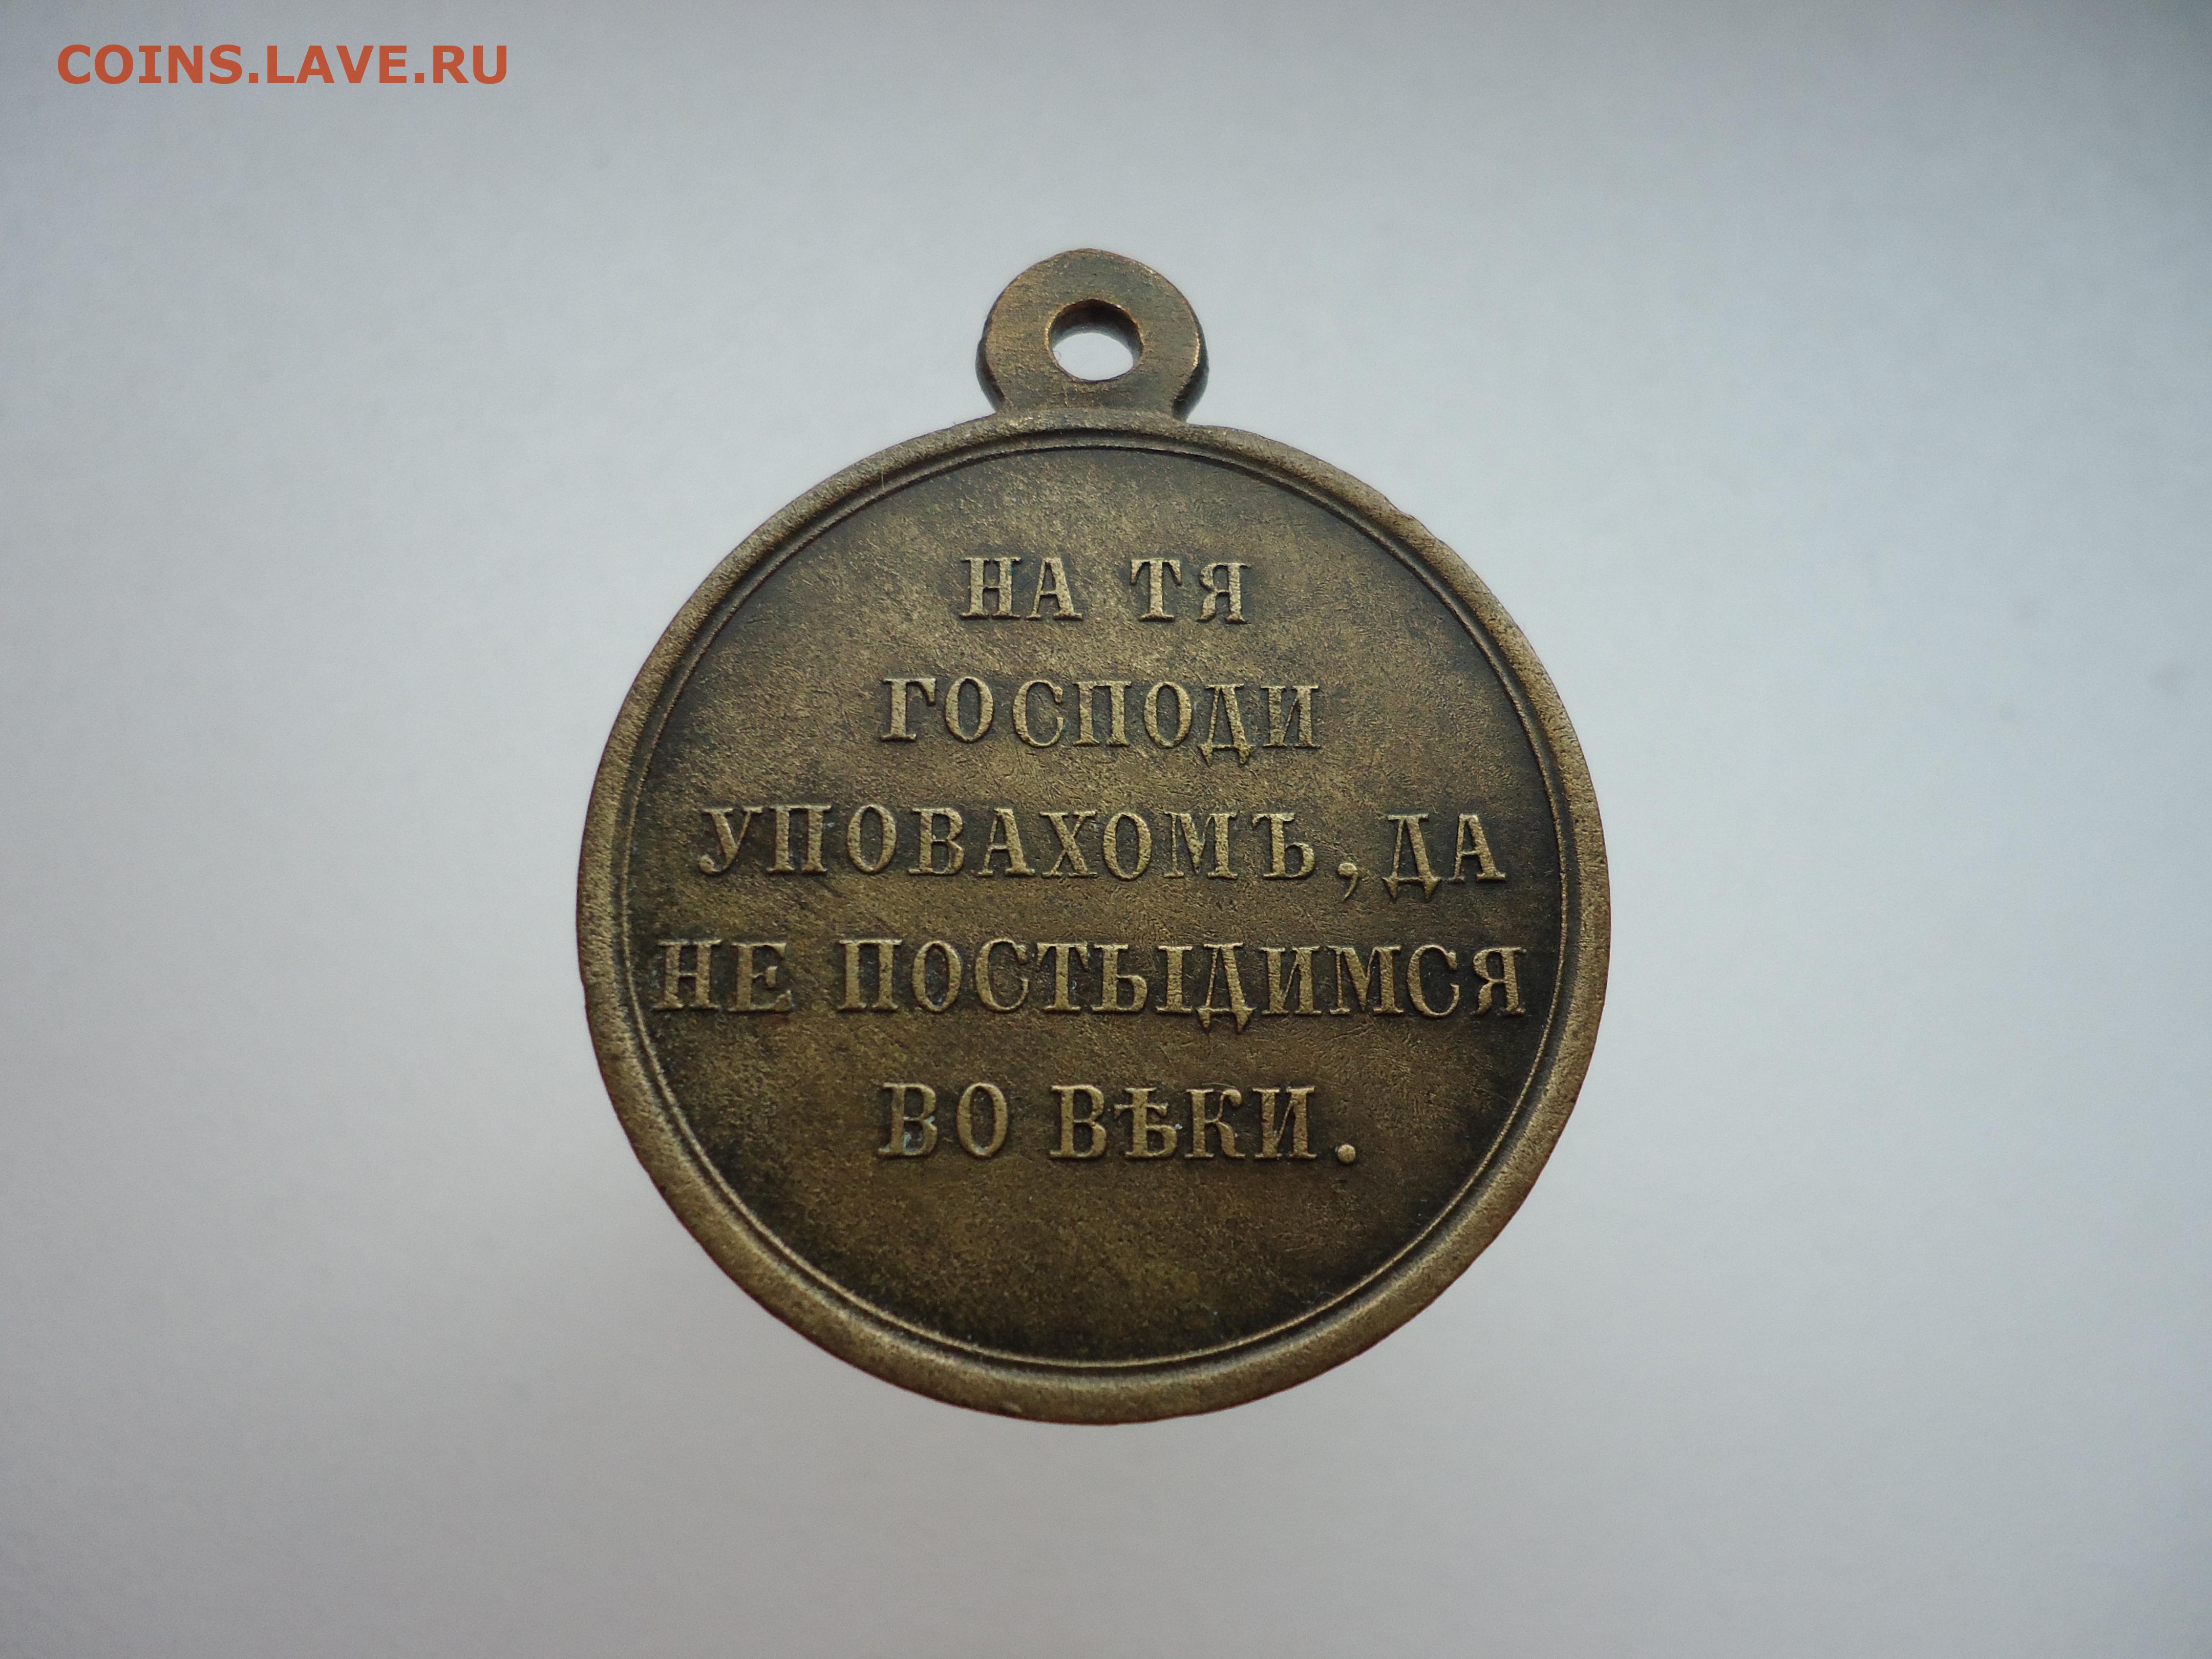 COINS.LAVE.RU
НА ТЯ
ГОСПОДИ
УПОВАХОМЪ, ДА
НЕ ПОСТЫДИМСЯ
ВО ВѢКИ.